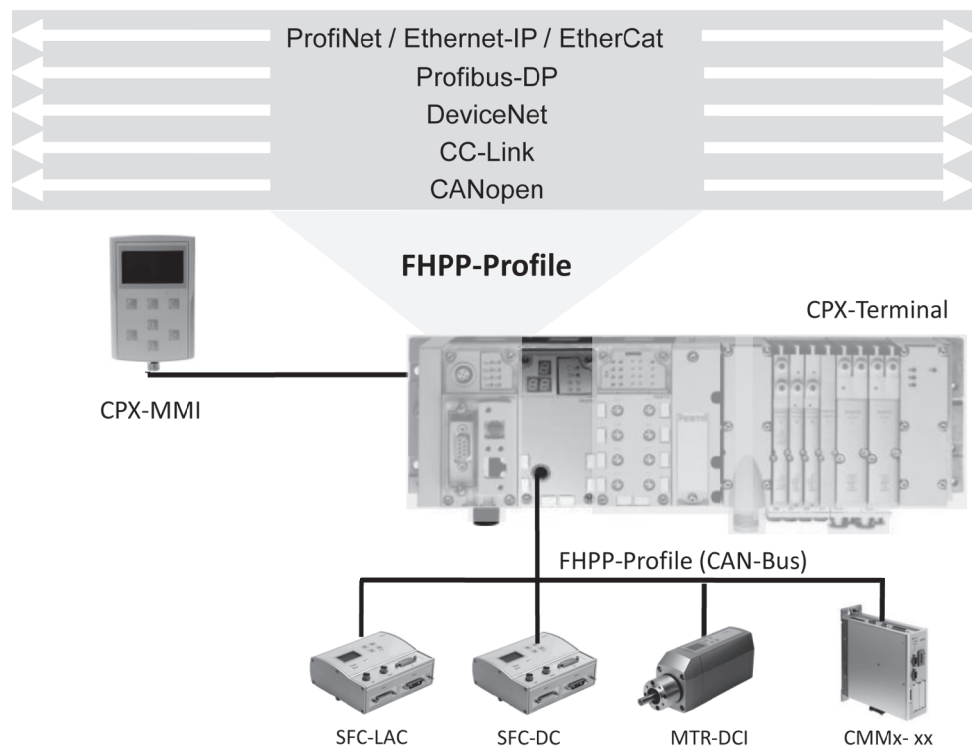 ProfiNet / Ethernet-IP / EtherCat
Profibus-DP
DeviceNet
CC-Link
CANopen
FHPP-Profile
CPX-Terminal
CPX-MMI
FESTO
FHPP-Profile (CAN-Bus)
SFC-LAC
SFC-DC
MTR-DCI
CMMx- xx